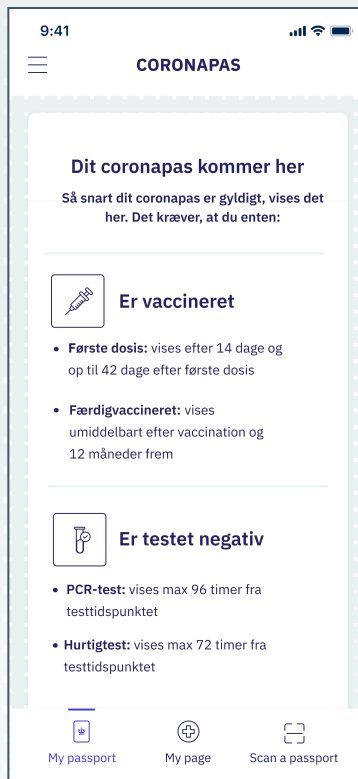 9:41
CORONAPAS
Dit coronapas kommer her
Så snart dit coronapas er gyldigt, vises det
her. Det kræver, at du enten:
Er vaccineret
• Første dosis: vises efter 14 dage og
op til 42 dage efter første dosis
• Færdigvaccineret: vises
umiddelbart efter vaccination og
12 måneder frem
Er testet negativ
• PCR-test: vises max 96 timer fra
testtidspunktet
• Hurtigtest: vises max 72 timer fra
testtidspunktet
My passport
My page
Scan a passport